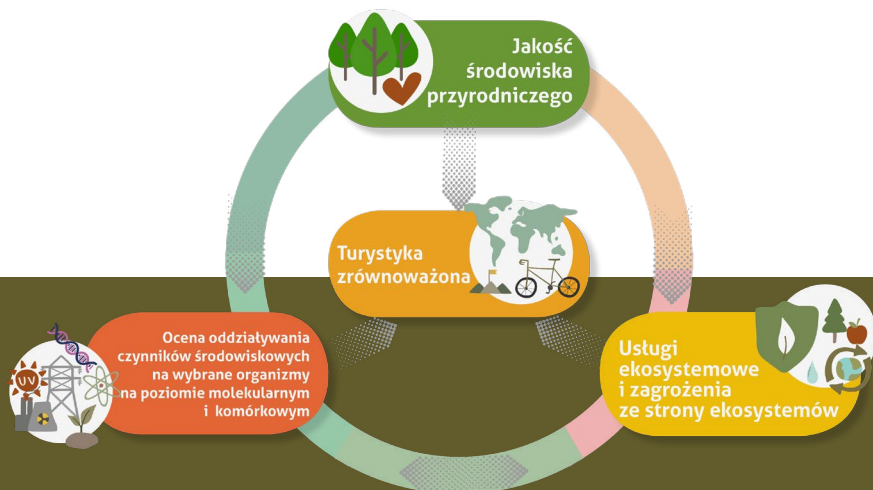 Jakość
środowiska
przyrodniczego
Turystyka
zrównoważona
Ocena oddziaływania
czynników środowiskowych
na wybrane organizmy
na poziomie molekularnym
i komórkowym
UV
Usługi
ekosystemowe
i zagrożenia
ze strony ekosystemów